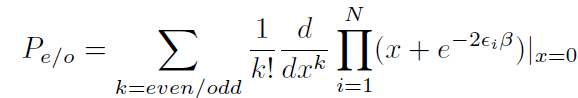 $P_{e/o} = \sum_{k=even/odd} \frac{1}{k!} \frac{d}{dx^k} \prod_{i=1}^{N} (x + e^{-2\epsilon_i \beta})|_{x=0}$